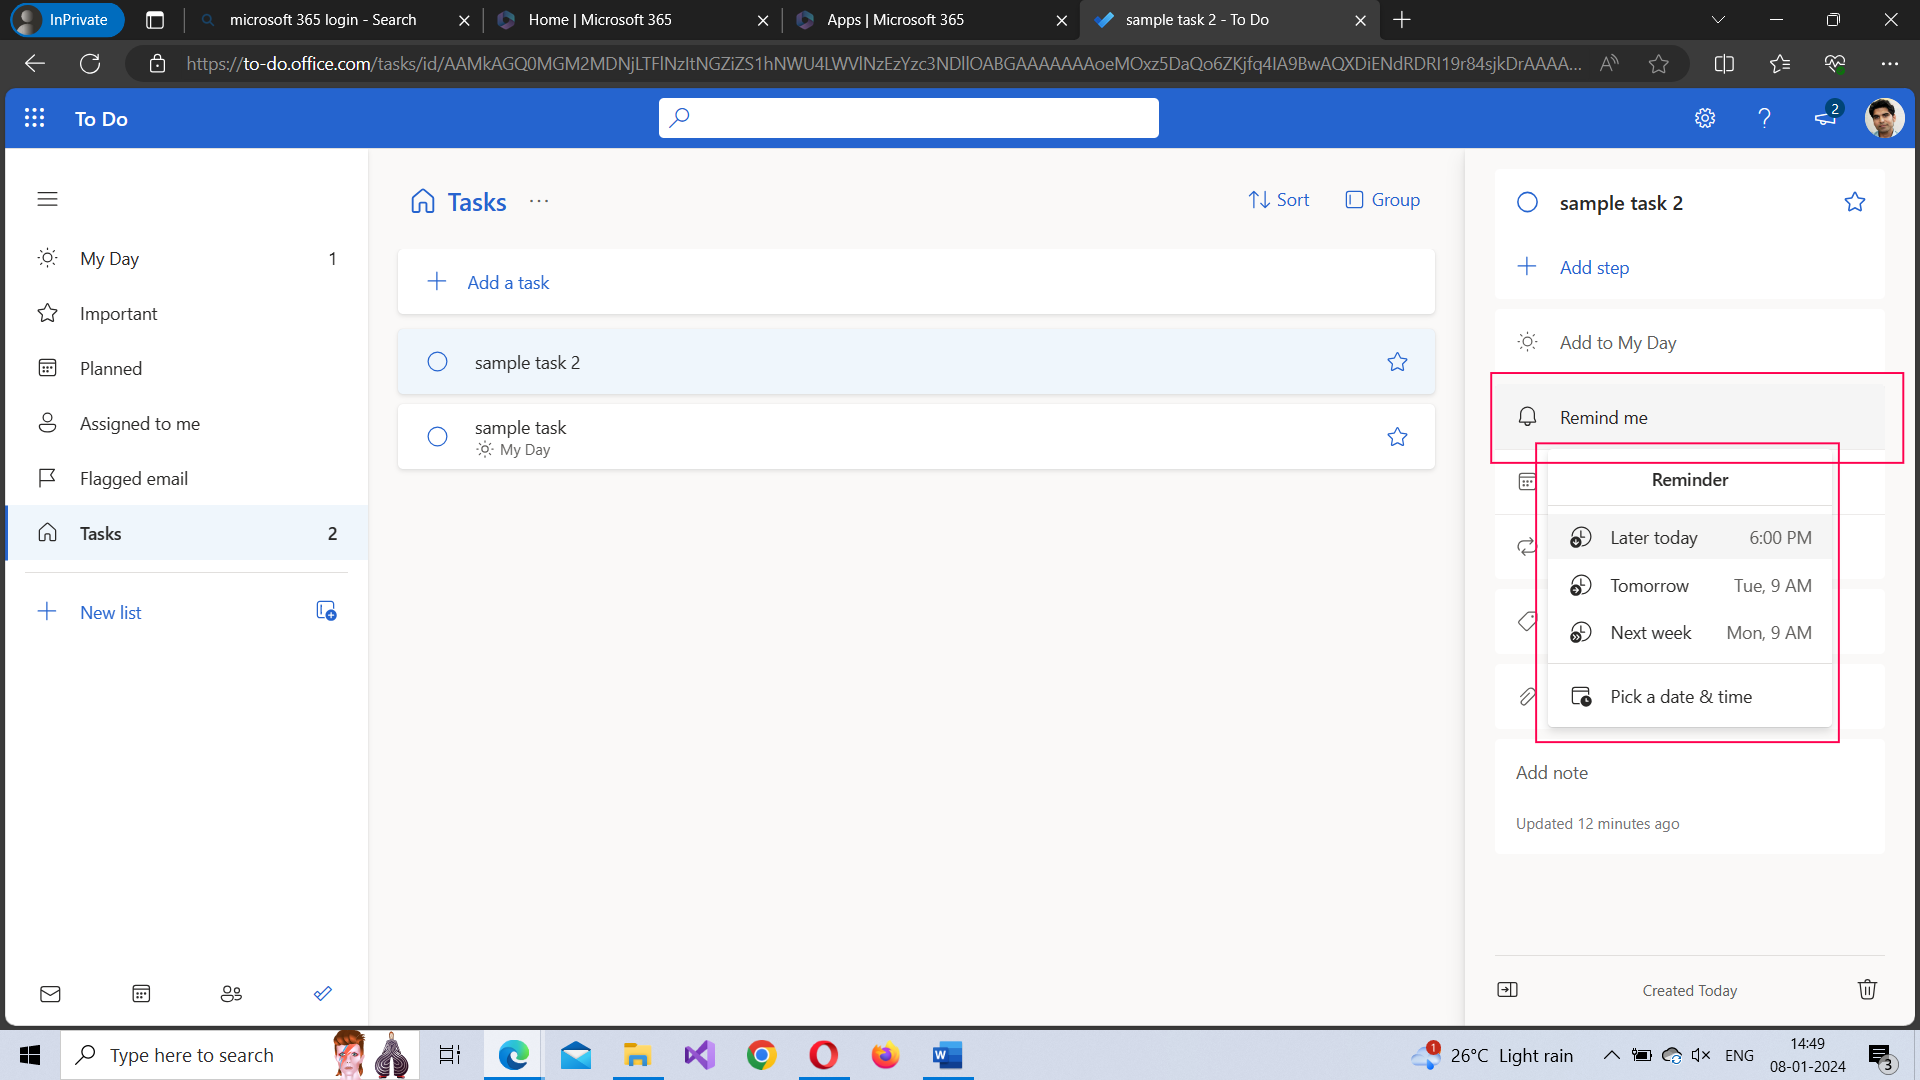 InPrivate
microsoft 365 login - Search
Home | Microsoft 365
Apps | Microsoft 365
sample task 2 - To Do
https://to-do.office.com/tasks/id/
To Do
2
My Day 1
Important
Planned
Assigned to me
Flagged email
Tasks 2
New list
Tasks
Sort
Group
Add a task
sample task 2
sample task
My Day
sample task 2
Add step
Add to My Day
Remind me
Reminder
Later today 6:00 PM
Tomorrow Tue, 9 AM
Next week Mon, 9 AM
Pick a date & time
Add note
Updated 12 minutes ago
Created Today
Type here to search
1
26°C Light rain
ENG
14:49
08-01-2024
3